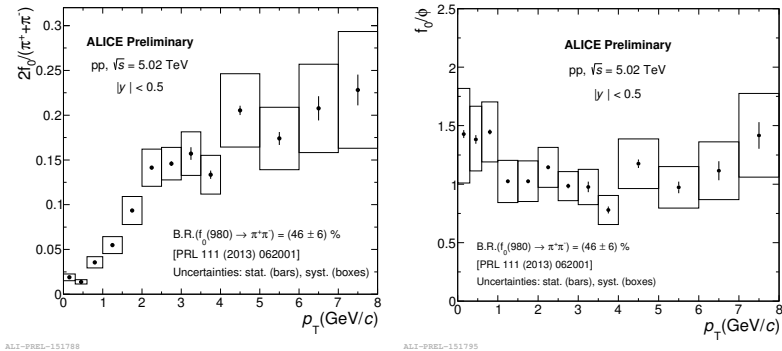 2f₀/(π⁺+π⁻)
0.3
0.25
0.2
0.15
0.1
0.05
0
ALICE Preliminary
pp, √s = 5.02 TeV
|y| < 0.5
B.R.(f₀(980) → π⁺π⁻) = (46 ± 6) %
[PRL 111 (2013) 062001]
Uncertainties: stat. (bars), syst. (boxes)
0 1 2 3 4 5 6 7 8
p_T (GeV/c)
ALI-PREL-151788
f₀/φ
2.5
2
1.5
1
0.5
0
ALICE Preliminary
pp, √s = 5.02 TeV
|y| < 0.5
B.R.(f₀(980) → π⁺π⁻) = (46 ± 6) %
[PRL 111 (2013) 062001]
Uncertainties: stat. (bars), syst. (boxes)
0 1 2 3 4 5 6 7 8
p_T (GeV/c)
ALI-PREL-151795